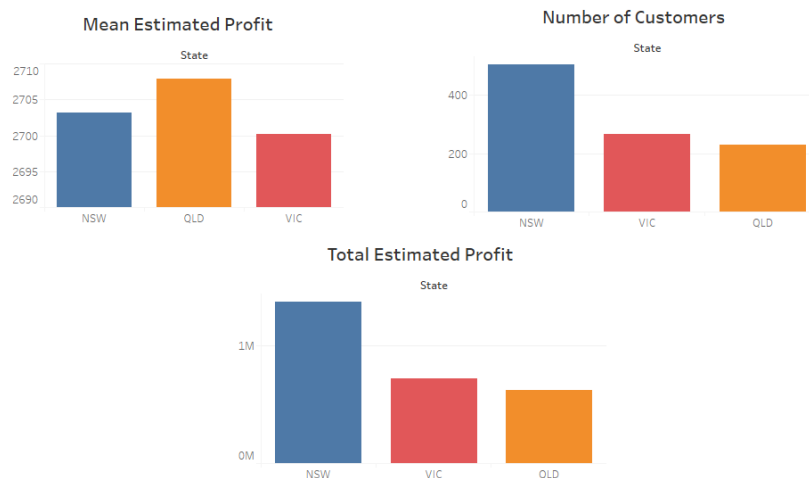 Mean Estimated Profit
State
2710
2705
2700
2695
2690
NSW QLD VIC
Number of Customers
State
400
200
0
NSW VIC QLD
Total Estimated Profit
State
1M
0M
NSW VIC QLD